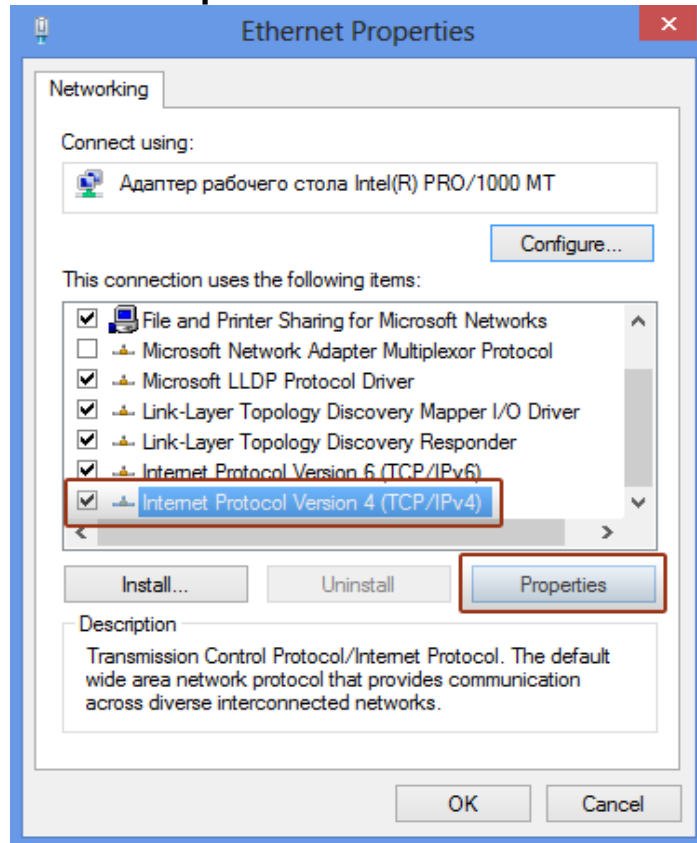 Ethernet Properties
Networking
Connect using:
Адаптер рабочего стола Intel(R) PRO/1000 MT
Configure...
This connection uses the following items:
File and Printer Sharing for Microsoft Networks
Microsoft Network Adapter Multiplexor Protocol
Microsoft LLDP Protocol Driver
Link-Layer Topology Discovery Mapper I/O Driver
Link-Layer Topology Discovery Responder
Internet Protocol Version 6 (TCP/IPv6)
Internet Protocol Version 4 (TCP/IPv4)
Install... Uninstall Properties
Description
Transmission Control Protocol/Internet Protocol. The default
wide area network protocol that provides communication
across diverse interconnected networks.
OK Cancel